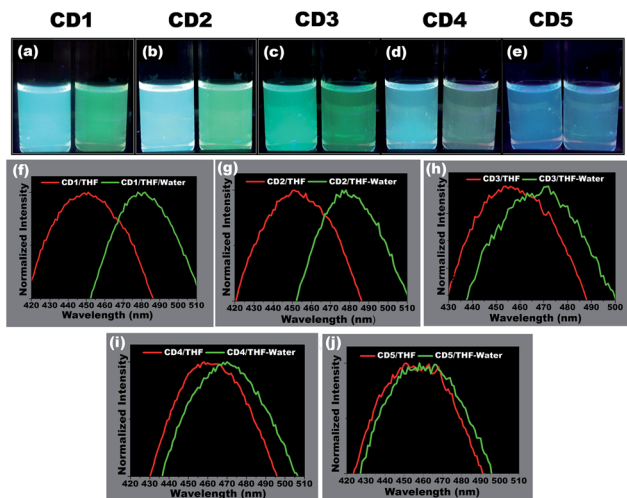 CD1 CD2 CD3 CD4 CD5
(a) (b) (c) (d) (e)
(f) (g) (h)
CD1/THF CD1/THF/Water CD2/THF CD2/THF-Water CD3/THF CD3/THF-Water
Normalized Intensity Normalized Intensity Normalized Intensity
420 430 440 450 460 470 480 490 500 510 420 430 440 450 460 470 480 490 500 510 430 440 450 460 470 480 490 500
Wavelength (nm) Wavelength (nm) Wavelength (nm)
(i) (j)
CD4/THF CD4/THF-Water CD5/THF CD5/THF-Water
Normalized Intensity Normalized Intensity
420 430 440 450 460 470 480 490 500 510 420 430 440 450 460 470 480 490 500 510
Wavelength (nm) Wavelength (nm)